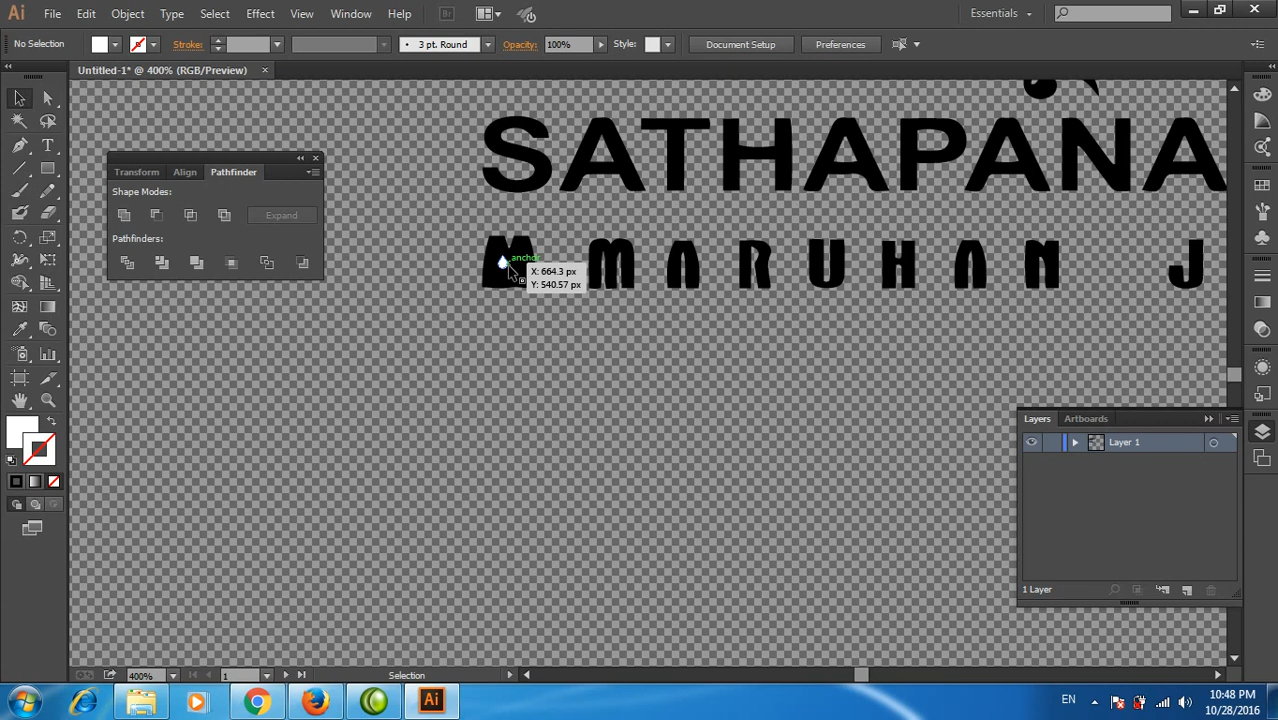 Ai File Edit Object Type Select Effect View Window Help Br Essentials
No Selection Stroke: 3 pt. Round Opacity: 100% Style: Document Setup Preferences
Untitled-1* @ 400% (RGB/Preview)
SATHAPANA
Transform Align Pathfinder
Shape Modes:
Expand
Pathfinders:
M MARUHAN J
anchor
X: 664.3 px
Y: 540.57 px
Layers Artboards
Layer 1
1 Layer
400% 1 Selection
EN
10:48 PM
10/28/2016